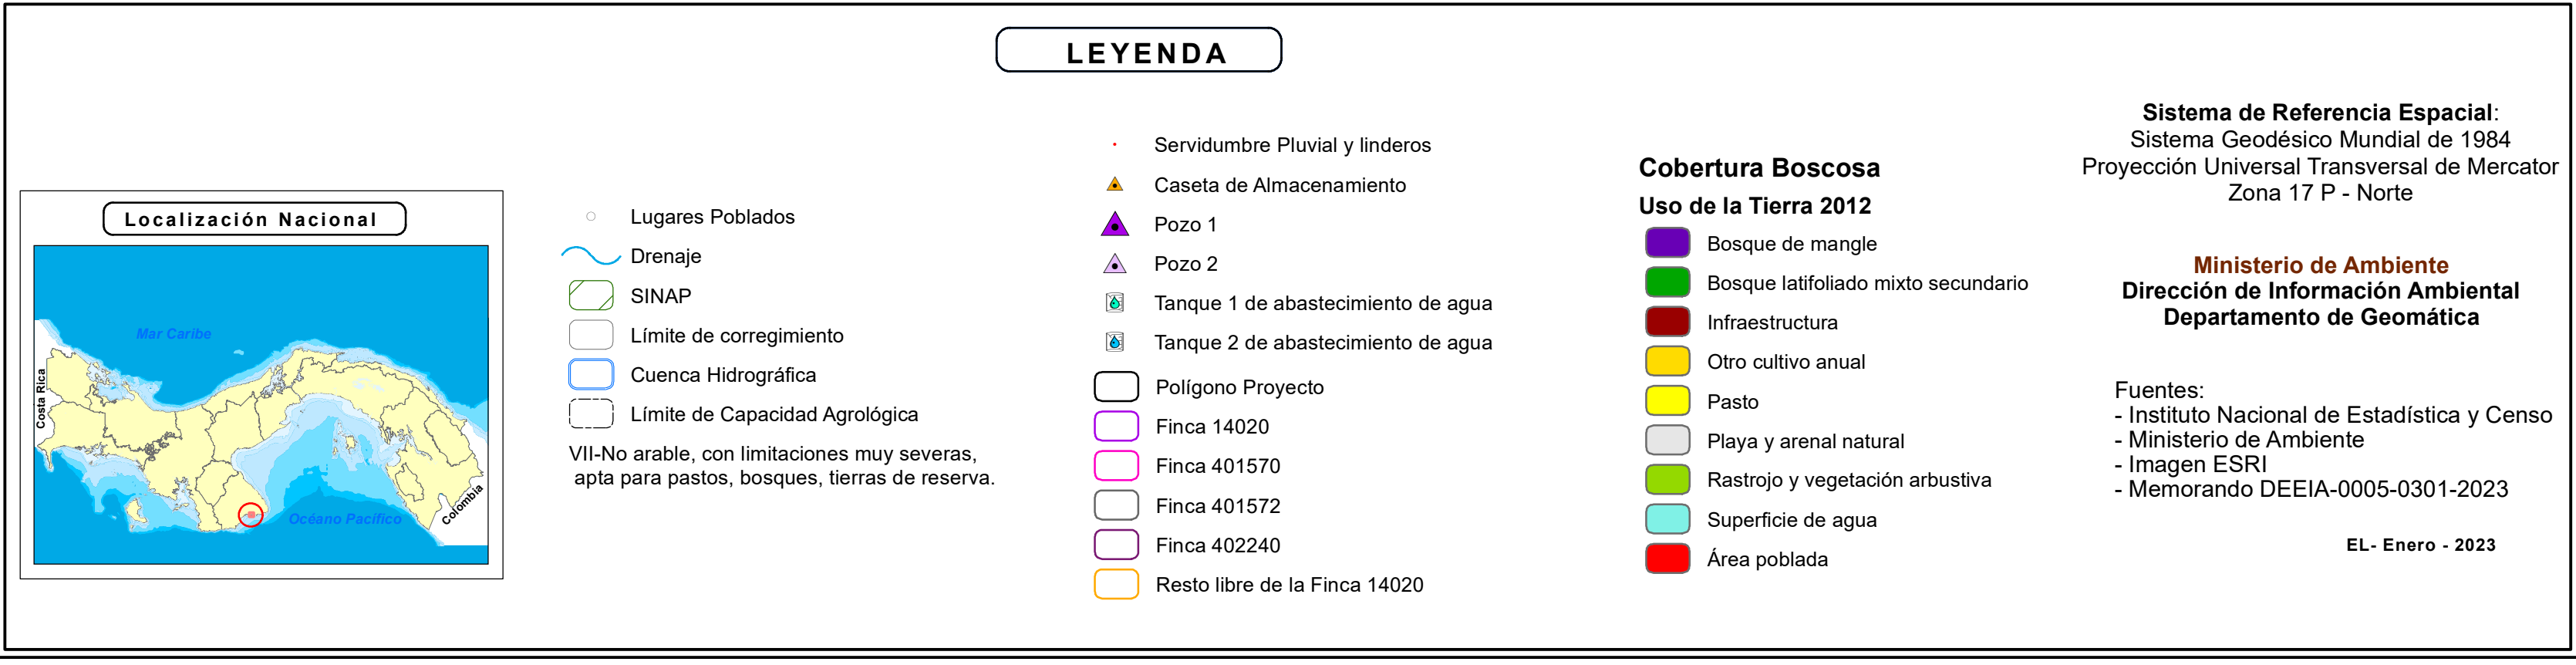 LEYENDA
Localización Nacional
Mar Caribe
Costa Rica
Colombia
Océano Pacífico
Lugares Poblados
Drenaje
SINAP
Límite de corregimiento
Cuenca Hidrográfica
Límite de Capacidad Agrológica
VII-No arable, con limitaciones muy severas,
apta para pastos, bosques, tierras de reserva.
Servidumbre Pluvial y linderos
Caseta de Almacenamiento
Pozo 1
Pozo 2
Tanque 1 de abastecimiento de agua
Tanque 2 de abastecimiento de agua
Polígono Proyecto
Finca 14020
Finca 401570
Finca 401572
Finca 402240
Resto libre de la Finca 14020
Cobertura Boscosa
Uso de la Tierra 2012
Bosque de mangle
Bosque latifoliado mixto secundario
Infraestructura
Otro cultivo anual
Pasto
Playa y arenal natural
Rastrojo y vegetación arbustiva
Superficie de agua
Área poblada
Sistema de Referencia Espacial:
Sistema Geodésico Mundial de 1984
Proyección Universal Transversal de Mercator
Zona 17 P - Norte
Ministerio de Ambiente
Dirección de Información Ambiental
Departamento de Geomática
Fuentes:
- Instituto Nacional de Estadística y Censo
- Ministerio de Ambiente
- Imagen ESRI
- Memorando DEEIA-0005-0301-2023
EL- Enero - 2023